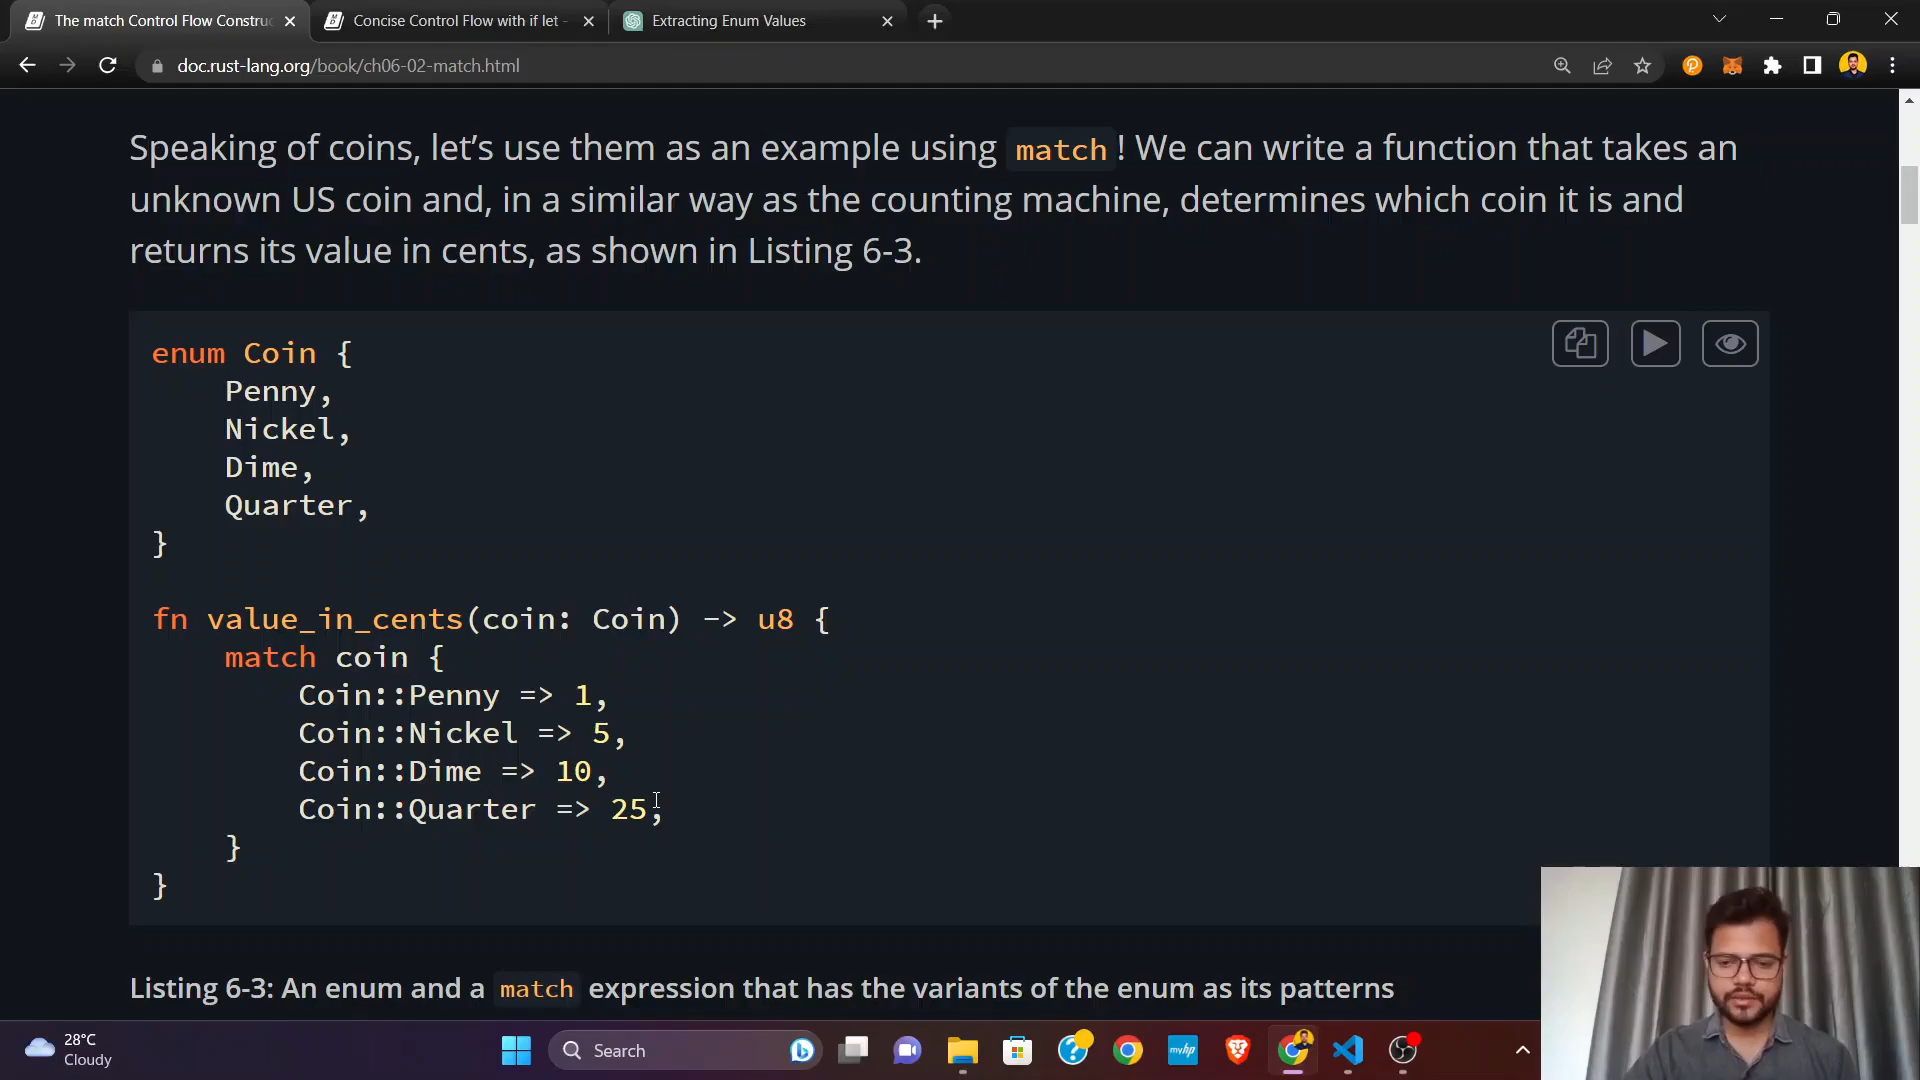 The match Control Flow Constru
Concise Control Flow with if let -
Extracting Enum Values
doc.rust-lang.org/book/ch06-02-match.html
Speaking of coins, let’s use them as an example using match! We can write a function that takes an
unknown US coin and, in a similar way as the counting machine, determines which coin it is and
returns its value in cents, as shown in Listing 6-3.
enum Coin {
    Penny,
    Nickel,
    Dime,
    Quarter,
}
fn value_in_cents(coin: Coin) -> u8 {
    match coin {
        Coin::Penny => 1,
        Coin::Nickel => 5,
        Coin::Dime => 10,
        Coin::Quarter => 25,
    }
}
Listing 6-3: An enum and a match expression that has the variants of the enum as its patterns
28°C
Cloudy
Search
myhp